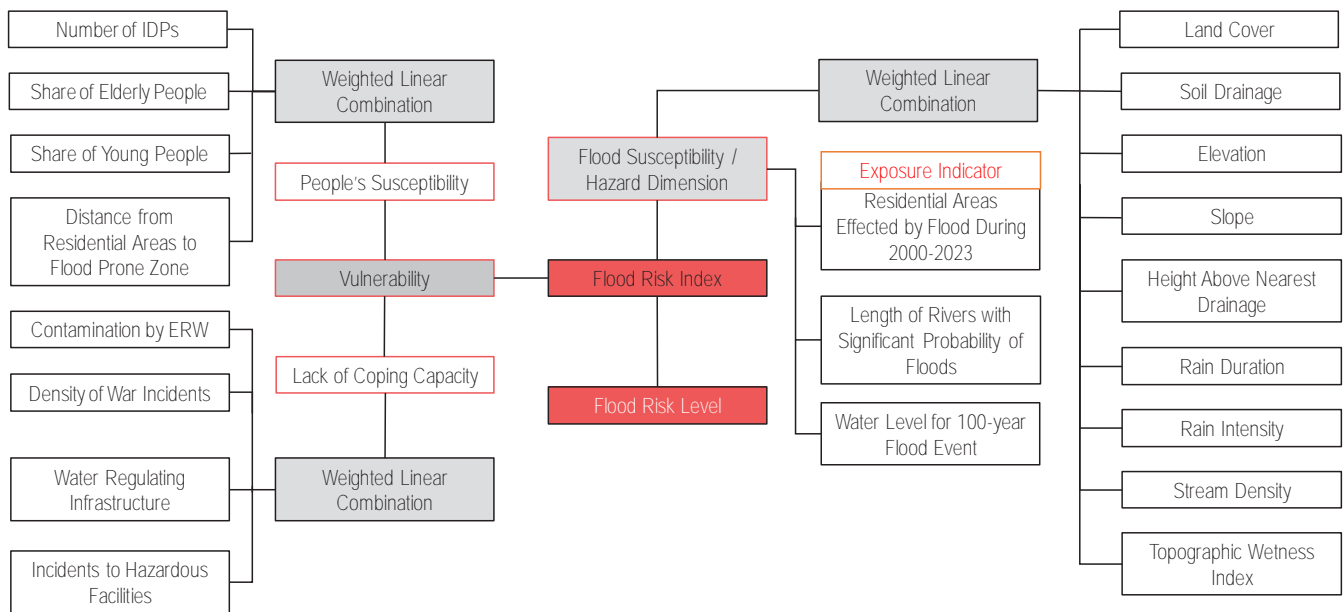 Number of IDPs
Share of Elderly People
Share of Young People
Distance from
Residential Areas to
Flood Prone Zone
Contamination by ERW
Density of War Incidents
Water Regulating
Infrastructure
Incidents to Hazardous
Facilities
Weighted Linear
Combination
People's Susceptibility
Vulnerability
Lack of Coping Capacity
Weighted Linear
Combination
Flood Susceptibility /
Hazard Dimension
Flood Risk Index
Flood Risk Level
Weighted Linear
Combination
Exposure Indicator
Residential Areas
Effected by Flood During
2000-2023
Length of Rivers with
Significant Probability of
Floods
Water Level for 100-year
Flood Event
Land Cover
Soil Drainage
Elevation
Slope
Height Above Nearest
Drainage
Rain Duration
Rain Intensity
Stream Density
Topographic Wetness
Index